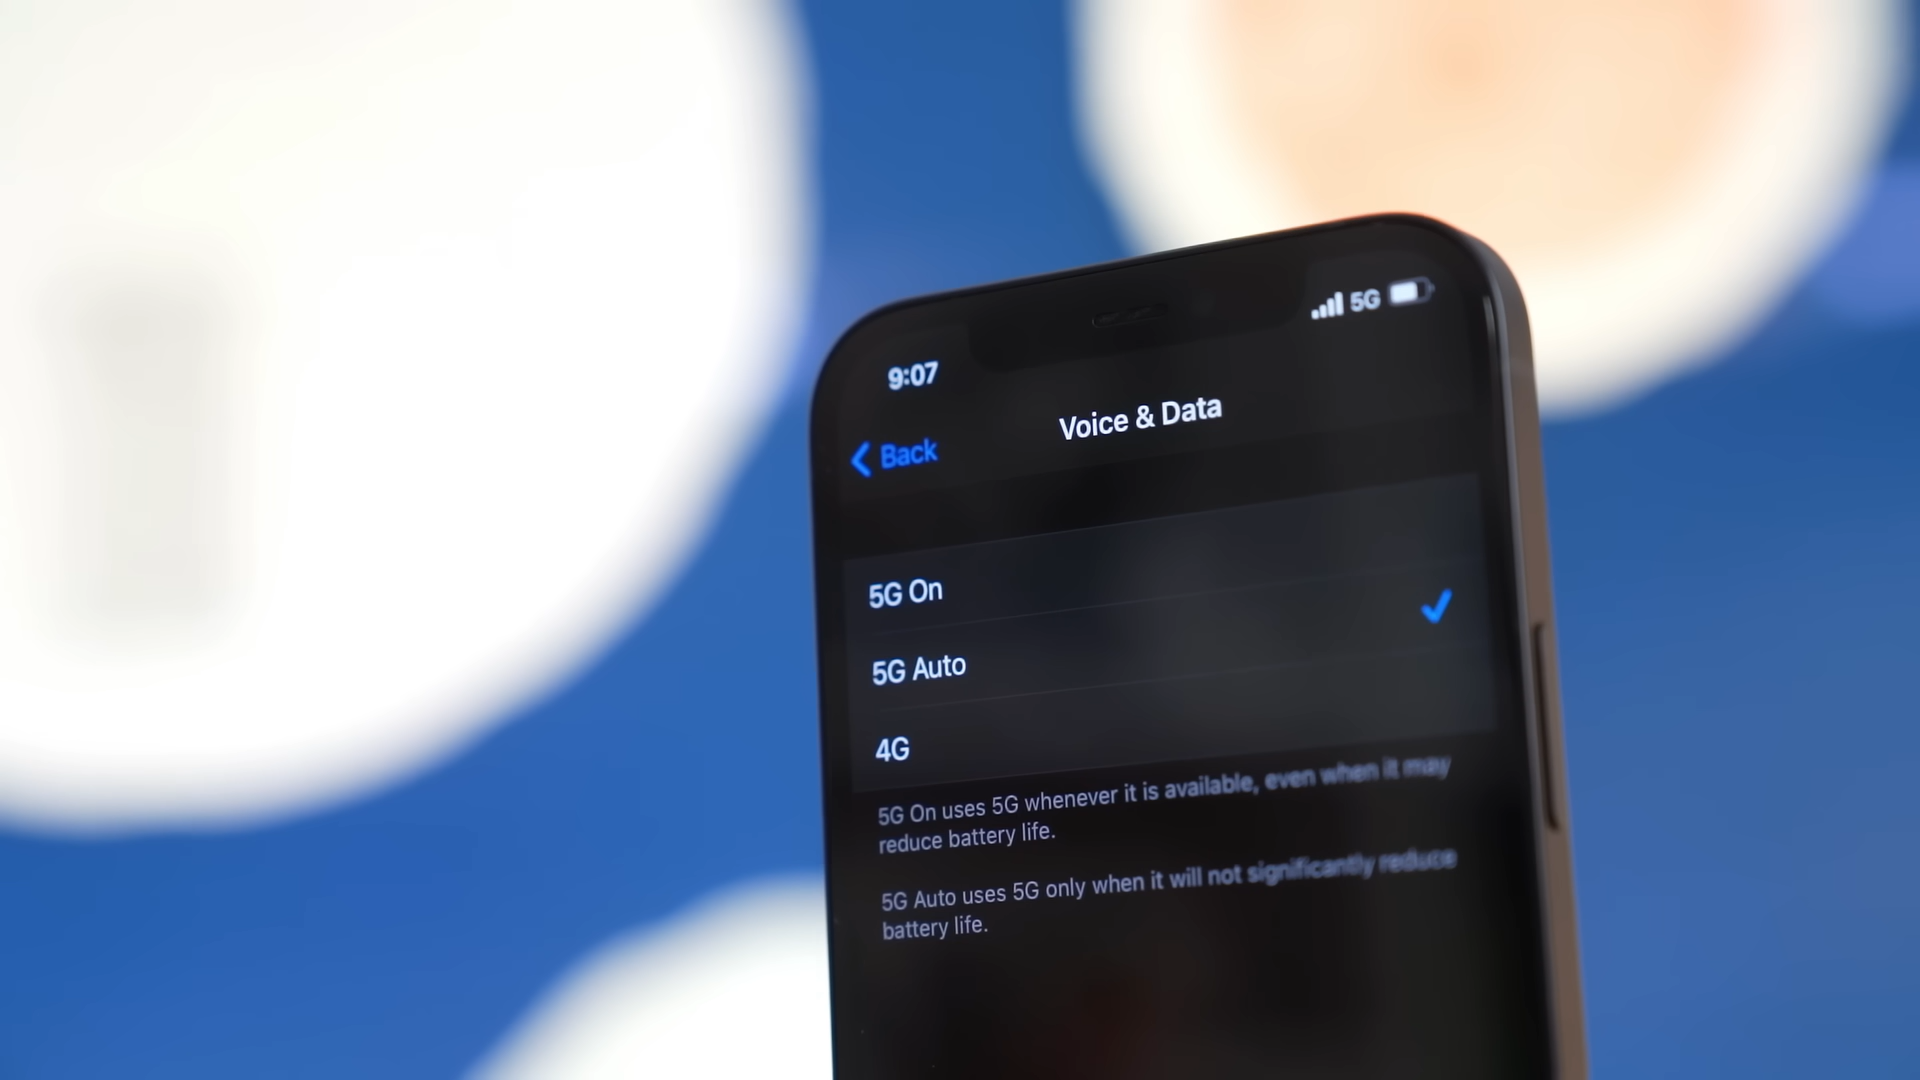 5G
9:07
Voice & Data
Back
5G On
5G Auto
4G
5G On uses 5G whenever it is available, even when it may
reduce battery life.
5G Auto uses 5G only when it will not significantly reduce
battery life.